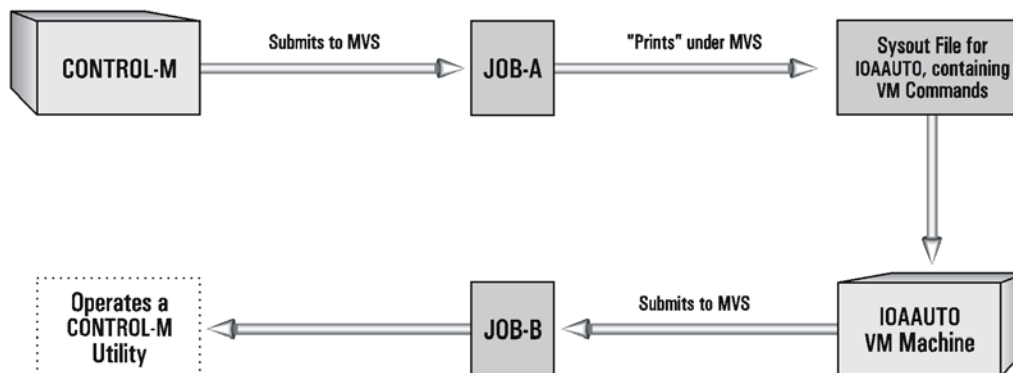 CONTROL-M
Submits to MVS
JOB-A
"Prints" under MVS
Sysout File for
IOAAUTO, containing
VM Commands
Operates a
CONTROL-M
Utility
JOB-B
Submits to MVS
IOAAUTO
VM Machine